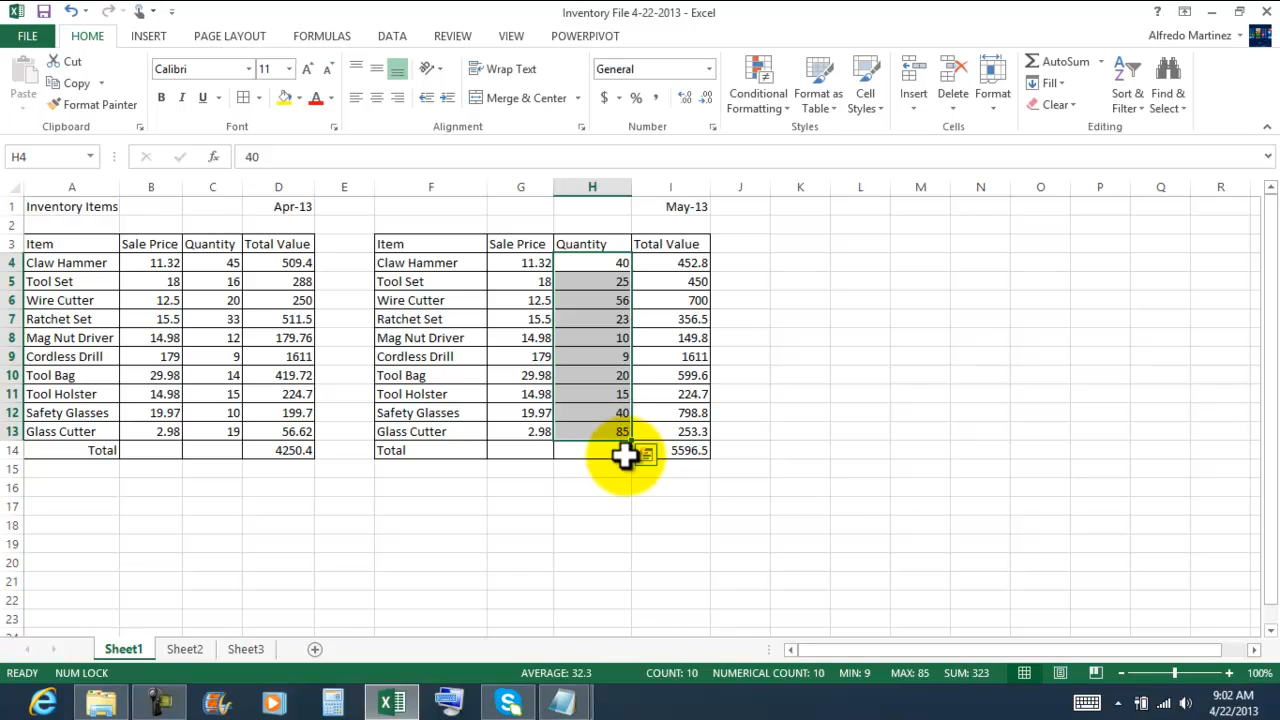 Inventory File 4-22-2013 - Excel
?
FILE HOME INSERT PAGE LAYOUT FORMULAS DATA REVIEW VIEW POWERPIVOT Alfredo Martinez
Paste Cut Copy Format Painter
Calibri 11 A A
B I U A
Wrap Text
Merge & Center
General
$ % ,
Conditional Formatting Format as Table Cell Styles
Insert Delete Format
AutoSum Fill Clear Sort & Filter Find & Select
Clipboard Font Alignment Number Styles Cells Editing
H4 fx 40
A B C D E F G H I J K L M N O P Q R
1 Inventory Items Apr-13 May-13
2
3 Item Sale Price Quantity Total Value Item Sale Price Quantity Total Value
4 Claw Hammer 11.32 45 509.4 Claw Hammer 11.32 40 452.8
5 Tool Set 18 16 288 Tool Set 18 25 450
6 Wire Cutter 12.5 20 250 Wire Cutter 12.5 56 700
7 Ratchet Set 15.5 33 511.5 Ratchet Set 15.5 23 356.5
8 Mag Nut Driver 14.98 12 179.76 Mag Nut Driver 14.98 10 149.8
9 Cordless Drill 179 9 1611 Cordless Drill 179 9 1611
10 Tool Bag 29.98 14 419.72 Tool Bag 29.98 20 599.6
11 Tool Holster 14.98 15 224.7 Tool Holster 14.98 15 224.7
12 Safety Glasses 19.97 10 199.7 Safety Glasses 19.97 40 798.8
13 Glass Cutter 2.98 19 56.62 Glass Cutter 2.98 85 253.3
14 Total 4250.4 Total 5596.5
15
16
17
18
19
20
21
22
23
Sheet1 Sheet2 Sheet3
READY NUM LOCK AVERAGE: 32.3 COUNT: 10 NUMERICAL COUNT: 10 MIN: 9 MAX: 85 SUM: 323 100%
9:02 AM
4/22/2013